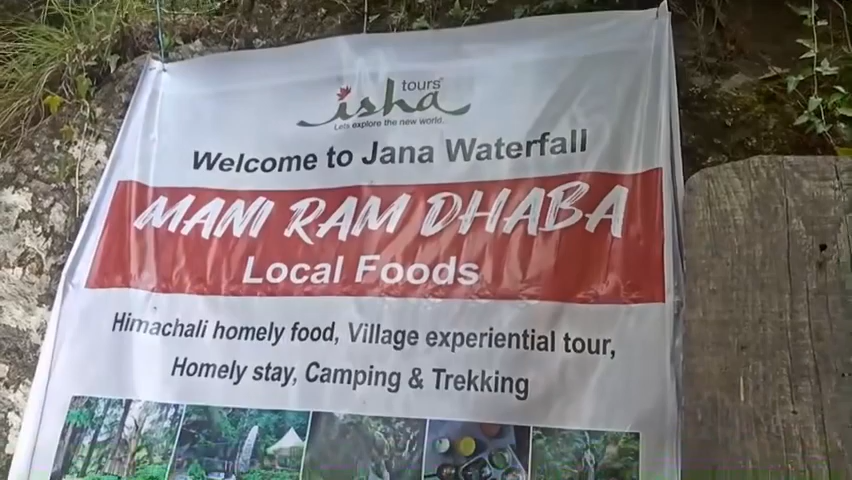 isha tours
Lets explore the new world.
Welcome to Jana Waterfall
MANI RAM DHABA
Local Foods
Himachali homely food, Village experiential tour,
Homely stay, Camping & Trekking